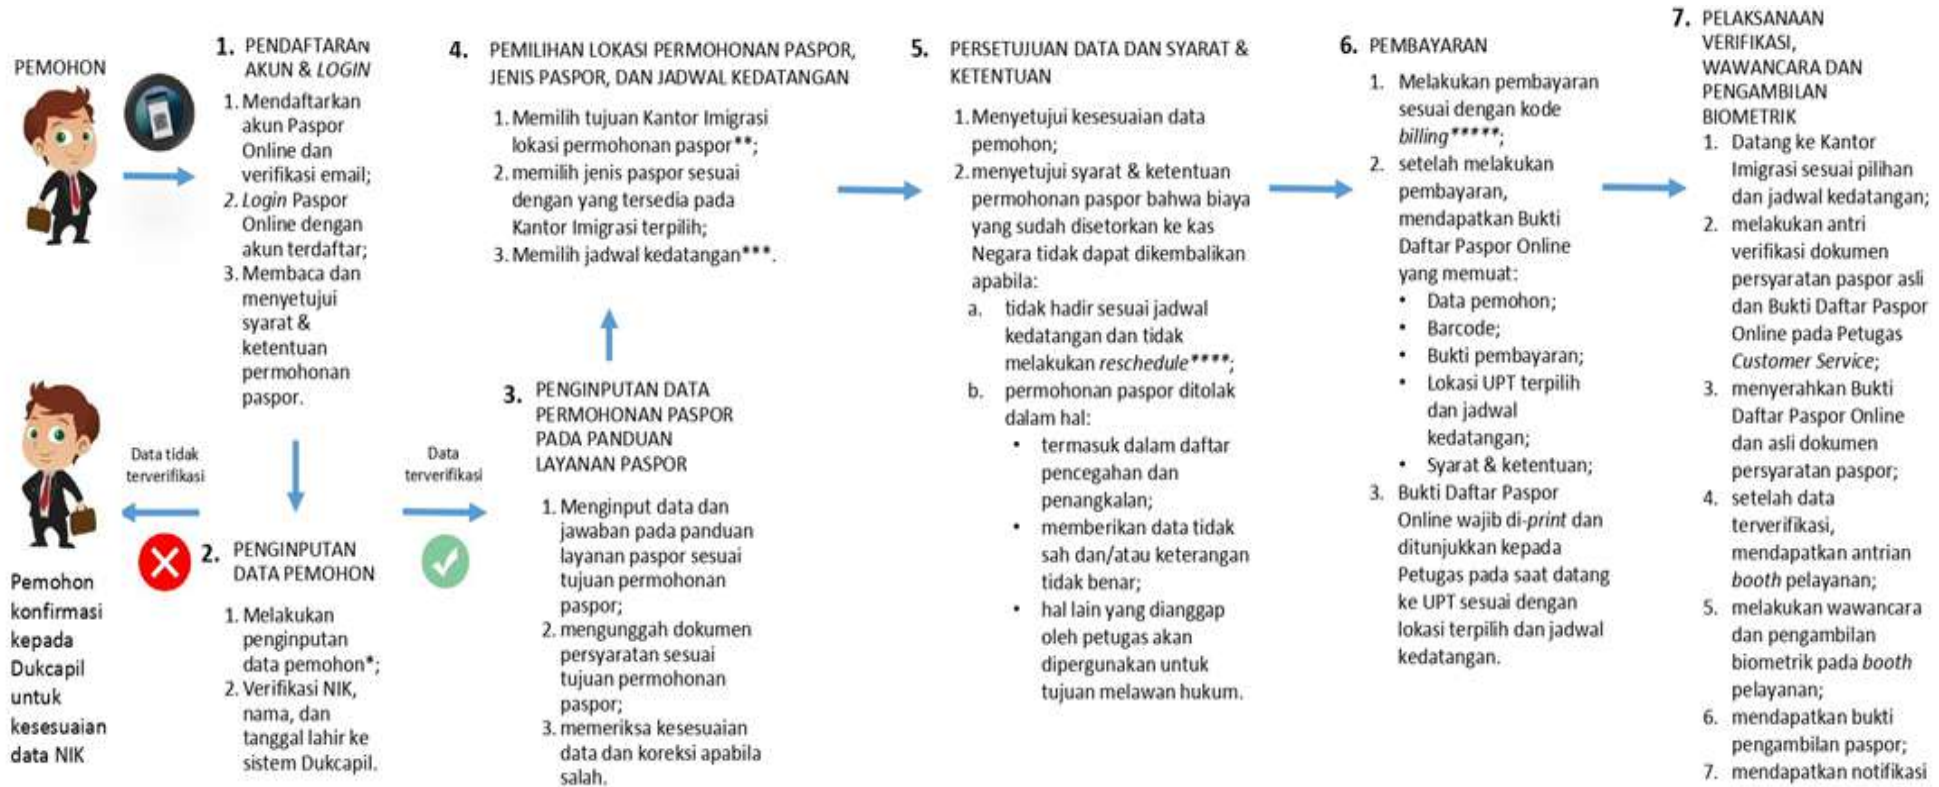 PEMOHON
1. PENDAFTARAN
AKUN & LOGIN
1. Mendaftarkan
akun Paspor
Online dan
verifikasi email;
2. Login Paspor
Online dengan
akun terdaftar;
3. Membaca dan
menyetujui
syarat &
ketentuan
permohonan
paspor.
Data tidak
terverifikasi
Pemohon
konfirmasi
kepada
Dukcapil
untuk
kesesuaian
data NIK
2. PENGINPUTAN
DATA PEMOHON
1. Melakukan
penginputan
data pemohon*;
2. Verifikasi NIK,
nama, dan
tanggal lahir ke
sistem Dukcapil.
Data
terverifikasi
3. PENGINPUTAN DATA
PERMOHONAN PASPOR
PADA PANDUAN
LAYANAN PASPOR
1. Menginput data dan
jawaban pada panduan
layanan paspor sesuai
tujuan permohonan
paspor;
2. mengunggah dokumen
persyaratan sesuai
tujuan permohonan
paspor;
3. memeriksa kesesuaian
data dan koreksi apabila
salah.
4. PEMILIHAN LOKASI PERMOHONAN PASPOR,
JENIS PASPOR, DAN JADWAL KEDATANGAN
1. Memilih tujuan Kantor Imigrasi
lokasi permohonan paspor**;
2. memilih jenis paspor sesuai
dengan yang tersedia pada
Kantor Imigrasi terpilih;
3. Memilih jadwal kedatangan***.
5. PERSETUJUAN DATA DAN SYARAT &
KETENTUAN
1. Menyetujui kesesuaian data
pemohon;
2. menyetujui syarat & ketentuan
permohonan paspor bahwa biaya
yang sudah disetorkan ke kas
Negara tidak dapat dikembalikan
apabila:
a. tidak hadir sesuai jadwal
kedatangan dan tidak
melakukan reschedule****;
b. permohonan paspor ditolak
dalam hal:
• termasuk dalam daftar
pencegahan dan
penangkalan;
• memberikan data tidak
sah dan/atau keterangan
tidak benar;
• hal lain yang dianggap
oleh petugas akan
dipergunakan untuk
tujuan melawan hukum.
6. PEMBAYARAN
1. Melakukan pembayaran
sesuai dengan kode
billing*****;
2. setelah melakukan
pembayaran,
mendapatkan Bukti
Daftar Paspor Online
yang memuat:
• Data pemohon;
• Barcode;
• Bukti pembayaran;
• Lokasi UPT terpilih
dan jadwal
kedatangan;
• Syarat & ketentuan;
3. Bukti Daftar Paspor
Online wajib di-print dan
ditunjukkan kepada
Petugas pada saat datang
ke UPT sesuai dengan
lokasi terpilih dan jadwal
kedatangan.
7. PELAKSANAAN
VERIFIKASI,
WAWANCARA DAN
PENGAMBILAN
BIOMETRIK
1. Datang ke Kantor
Imigrasi sesuai pilihan
dan jadwal kedatangan;
2. melakukan antri
verifikasi dokumen
persyaratan paspor asli
dan Bukti Daftar Paspor
Online pada Petugas
Customer Service;
3. menyerahkan Bukti
Daftar Paspor Online
dan asli dokumen
persyaratan paspor;
4. setelah data
terverifikasi,
mendapatkan antrian
booth pelayanan;
5. melakukan wawancara
dan pengambilan
biometrik pada booth
pelayanan;
6. mendapatkan bukti
pengambilan paspor;
7. mendapatkan notifikasi